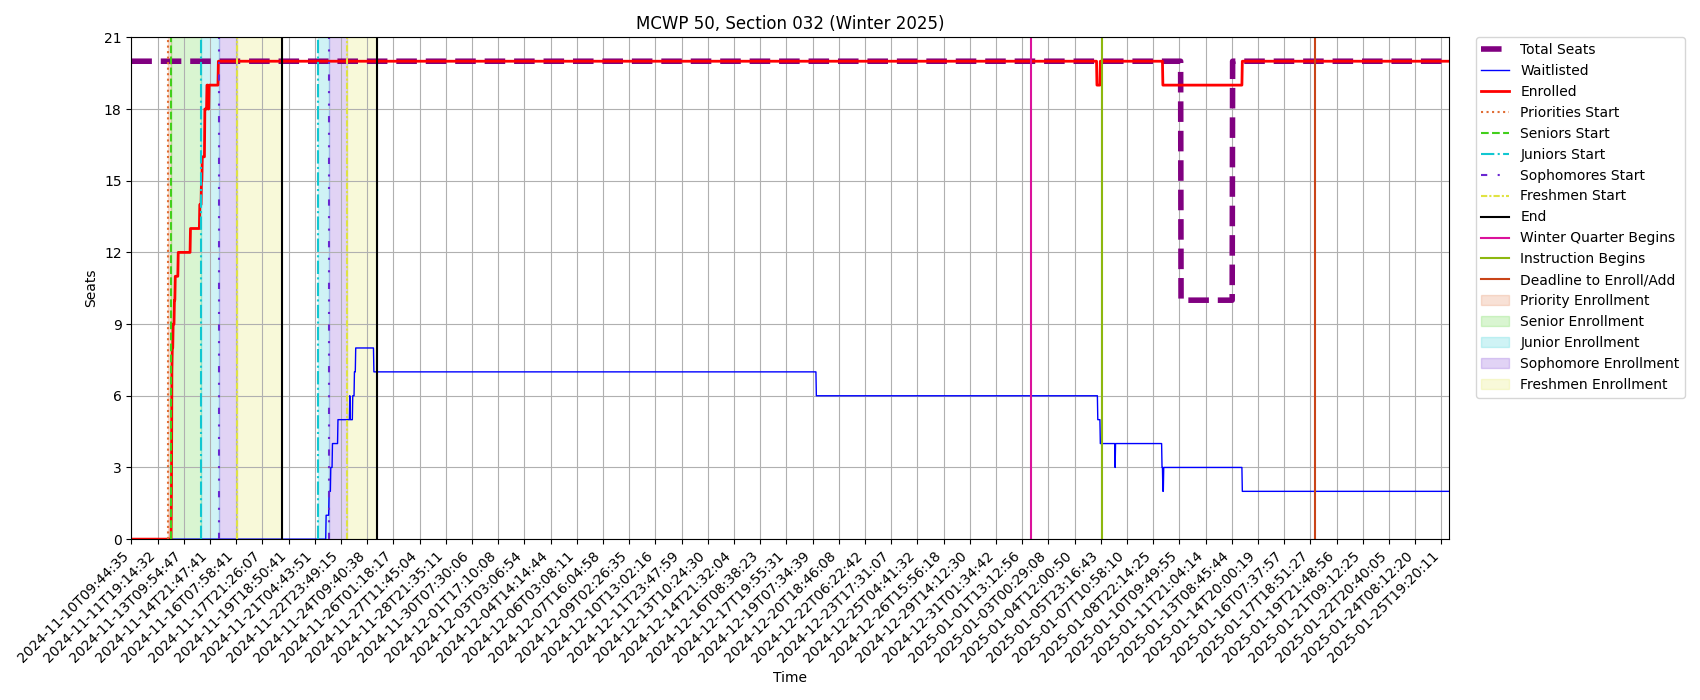 MCWP 50, Section 032 (Winter 2025)
21
18
15
12
9
6
3
0
Seats
2024-11-10T09:44:35
2024-11-11T19:14:32
2024-11-13T09:54:47
2024-11-14T21:47:41
2024-11-16T07:58:41
2024-11-17T21:26:07
2024-11-19T18:50:41
2024-11-21T04:43:51
2024-11-22T23:49:15
2024-11-24T09:40:38
2024-11-26T01:18:17
2024-11-27T11:45:04
2024-11-28T21:35:11
2024-11-30T07:30:06
2024-12-01T17:10:08
2024-12-03T03:06:54
2024-12-04T14:14:44
2024-12-06T03:08:11
2024-12-07T16:04:58
2024-12-09T02:26:35
2024-12-10T13:02:16
2024-12-11T23:47:59
2024-12-13T10:24:30
2024-12-14T21:32:04
2024-12-16T08:38:23
2024-12-17T19:55:31
2024-12-19T07:34:39
2024-12-20T18:46:08
2024-12-22T06:22:42
2024-12-23T17:31:07
2024-12-25T04:41:32
2024-12-26T15:56:18
2024-12-29T14:12:30
2024-12-31T01:34:42
2025-01-01T13:12:56
2025-01-03T00:29:08
2025-01-04T12:00:50
2025-01-05T23:16:43
2025-01-07T10:58:10
2025-01-08T22:14:25
2025-01-10T09:49:55
2025-01-11T21:04:14
2025-01-13T08:45:44
2025-01-14T20:00:19
2025-01-16T07:37:57
2025-01-17T18:51:27
2025-01-19T21:48:56
2025-01-21T09:12:25
2025-01-22T20:40:05
2025-01-24T08:12:20
2025-01-25T19:20:11
Time
Total Seats
Waitlisted
Enrolled
Priorities Start
Seniors Start
Juniors Start
Sophomores Start
Freshmen Start
End
Winter Quarter Begins
Instruction Begins
Deadline to Enroll/Add
Priority Enrollment
Senior Enrollment
Junior Enrollment
Sophomore Enrollment
Freshmen Enrollment